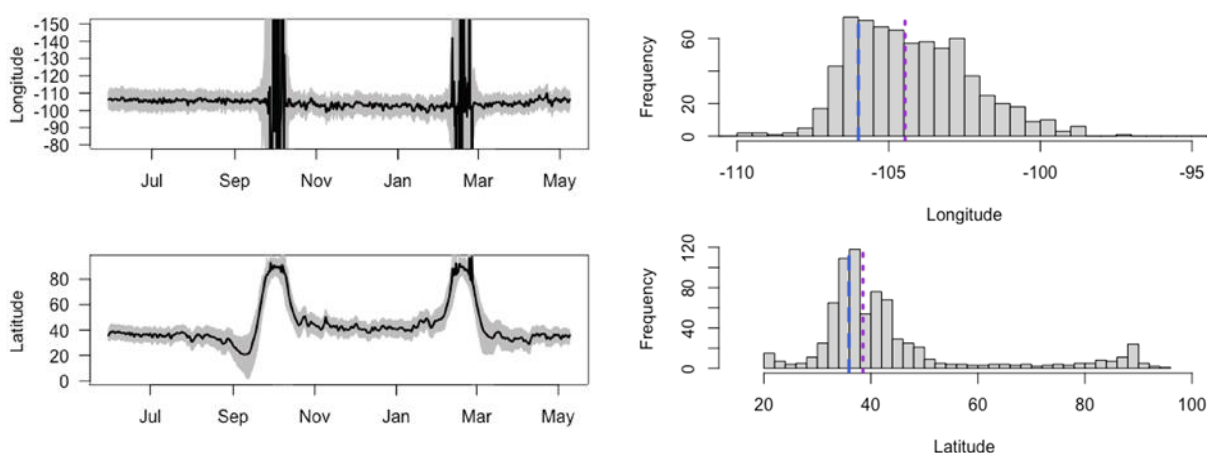 Longitude
-150
-140
-130
-120
-110
-100
-90
-80
Jul Sep Nov Jan Mar May
Frequency
60
20
0
-110 -105 -100 -95
Longitude
Latitude
80
60
40
20
0
Jul Sep Nov Jan Mar May
Frequency
120
80
40
0
20 40 60 80 100
Latitude